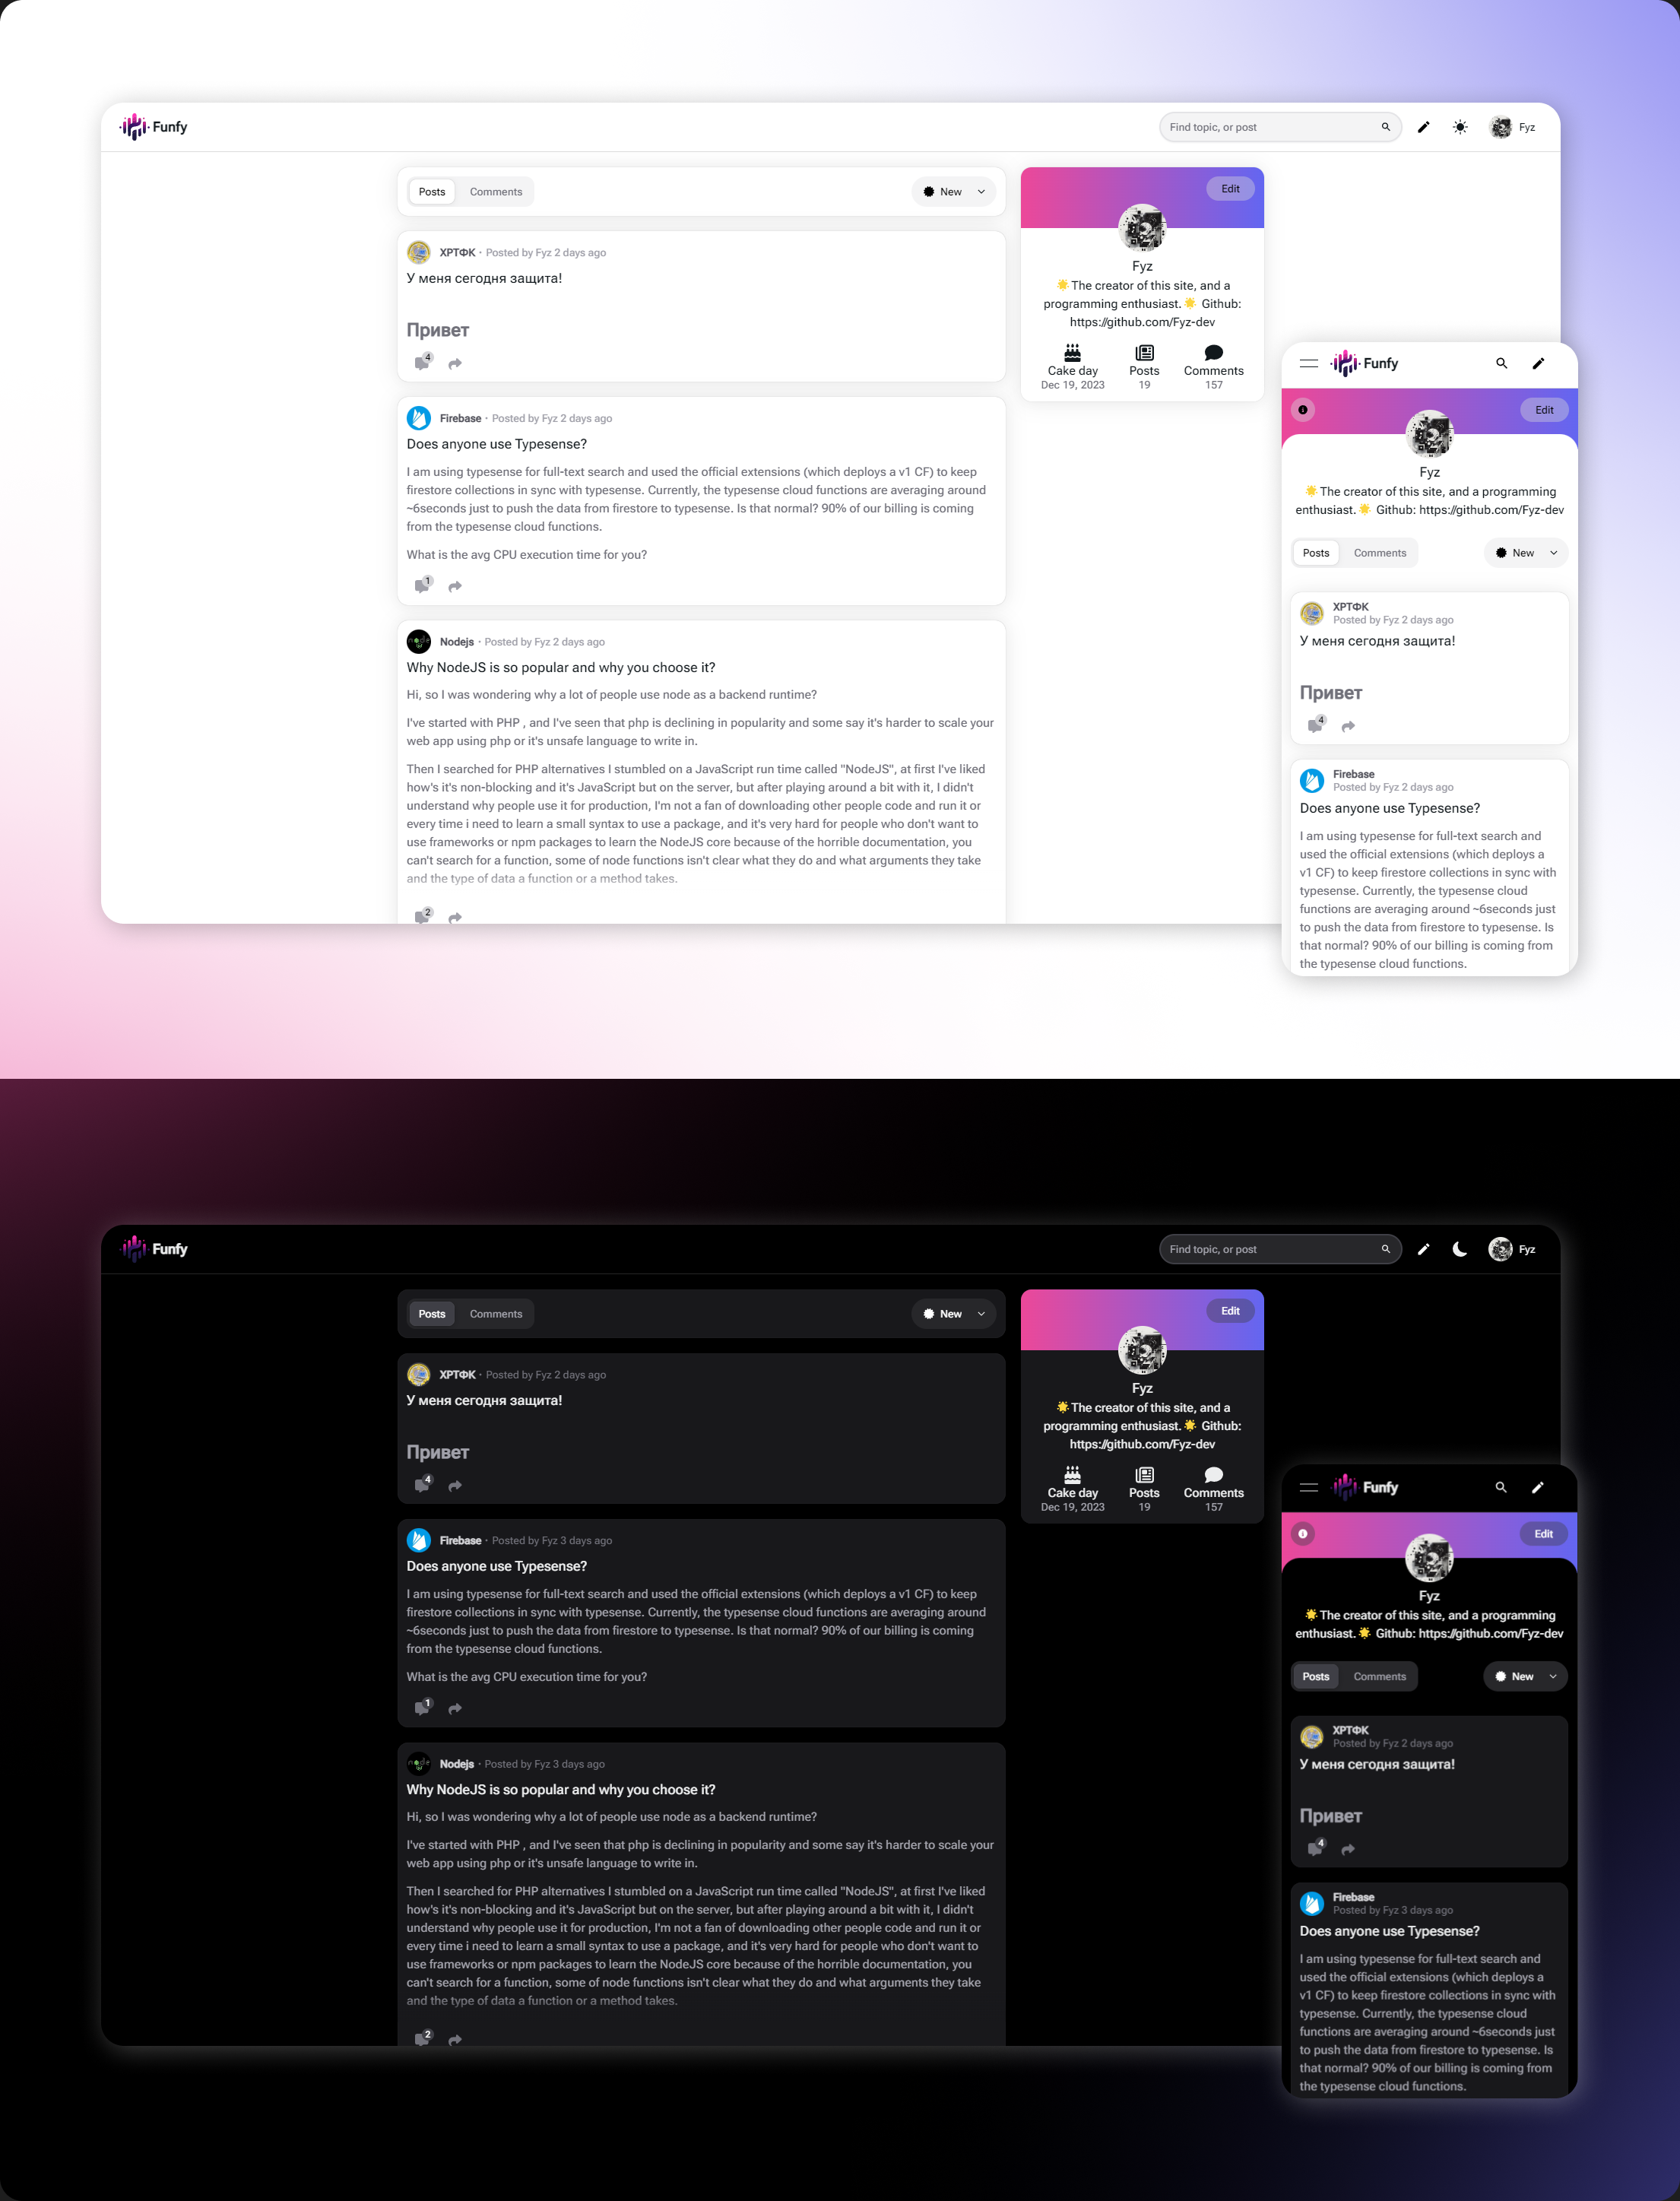 Funfy
Find topic, or post
Fyz
Posts
Comments
New
ХРТФК · Posted by Fyz 2 days ago
У меня сегодня защита!
Привет
4
Firebase · Posted by Fyz 2 days ago
Does anyone use Typesense?
I am using typesense for full-text search and used the official extensions (which deploys a v1 CF) to keep
firestore collections in sync with typesense. Currently, the typesense cloud functions are averaging around
~6seconds just to push the data from firestore to typesense. Is that normal? 90% of our billing is coming
from the typesense cloud functions.
What is the avg CPU execution time for you?
1
Nodejs · Posted by Fyz 2 days ago
Why NodeJS is so popular and why you choose it?
Hi, so I was wondering why a lot of people use node as a backend runtime?
I've started with PHP , and I've seen that php is declining in popularity and some say it's harder to scale your
web app using php or it's unsafe language to write in.
Then I searched for PHP alternatives I stumbled on a JavaScript run time called "NodeJS", at first I've liked
how's it's non-blocking and it's JavaScript but on the server, but after playing around a bit with it, I didn't
understand why people use it for production, I'm not a fan of downloading other people code and run it or
every time i need to learn a small syntax to use a package, and it's very hard for people who don't want to
use frameworks or npm packages to learn the NodeJS core because of the horrible documentation, you
can't search for a function, some of node functions isn't clear what they do and what arguments they take
and the type of data a function or a method takes.
2
Edit
Fyz
🌟The creator of this site, and a
programming enthusiast.🌟 Github:
https://github.com/Fyz-dev
Cake day
Dec 19, 2023
Posts
19
Comments
157
Funfy
Edit
Fyz
🌟The creator of this site, and a programming
enthusiast.🌟 Github: https://github.com/Fyz-dev
Posts
Comments
New
ХРТФК
Posted by Fyz 2 days ago
У меня сегодня защита!
Привет
4
Firebase
Posted by Fyz 2 days ago
Does anyone use Typesense?
I am using typesense for full-text search and
used the official extensions (which deploys a
v1 CF) to keep firestore collections in sync with
typesense. Currently, the typesense cloud
functions are averaging around ~6seconds just
to push the data from firestore to typesense. Is
that normal? 90% of our billing is coming from
the typesense cloud functions.
Funfy
Find topic, or post
Fyz
Posts
Comments
New
ХРТФК · Posted by Fyz 2 days ago
У меня сегодня защита!
Привет
4
Firebase · Posted by Fyz 3 days ago
Does anyone use Typesense?
I am using typesense for full-text search and used the official extensions (which deploys a v1 CF) to keep
firestore collections in sync with typesense. Currently, the typesense cloud functions are averaging around
~6seconds just to push the data from firestore to typesense. Is that normal? 90% of our billing is coming
from the typesense cloud functions.
What is the avg CPU execution time for you?
1
Nodejs · Posted by Fyz 3 days ago
Why NodeJS is so popular and why you choose it?
Hi, so I was wondering why a lot of people use node as a backend runtime?
I've started with PHP , and I've seen that php is declining in popularity and some say it's harder to scale your
web app using php or it's unsafe language to write in.
Then I searched for PHP alternatives I stumbled on a JavaScript run time called "NodeJS", at first I've liked
how's it's non-blocking and it's JavaScript but on the server, but after playing around a bit with it, I didn't
understand why people use it for production, I'm not a fan of downloading other people code and run it or
every time i need to learn a small syntax to use a package, and it's very hard for people who don't want to
use frameworks or npm packages to learn the NodeJS core because of the horrible documentation, you
can't search for a function, some of node functions isn't clear what they do and what arguments they take
and the type of data a function or a method takes.
2
Edit
Fyz
🌟The creator of this site, and a
programming enthusiast.🌟 Github:
https://github.com/Fyz-dev
Cake day
Dec 19, 2023
Posts
19
Comments
157
Funfy
Edit
Fyz
🌟The creator of this site, and a programming
enthusiast.🌟 Github: https://github.com/Fyz-dev
Posts
Comments
New
ХРТФК
Posted by Fyz 2 days ago
У меня сегодня защита!
Привет
4
Firebase
Posted by Fyz 3 days ago
Does anyone use Typesense?
I am using typesense for full-text search and
used the official extensions (which deploys a
v1 CF) to keep firestore collections in sync with
typesense. Currently, the typesense cloud
functions are averaging around ~6seconds just
to push the data from firestore to typesense. Is
that normal? 90% of our billing is coming from
the typesense cloud functions.